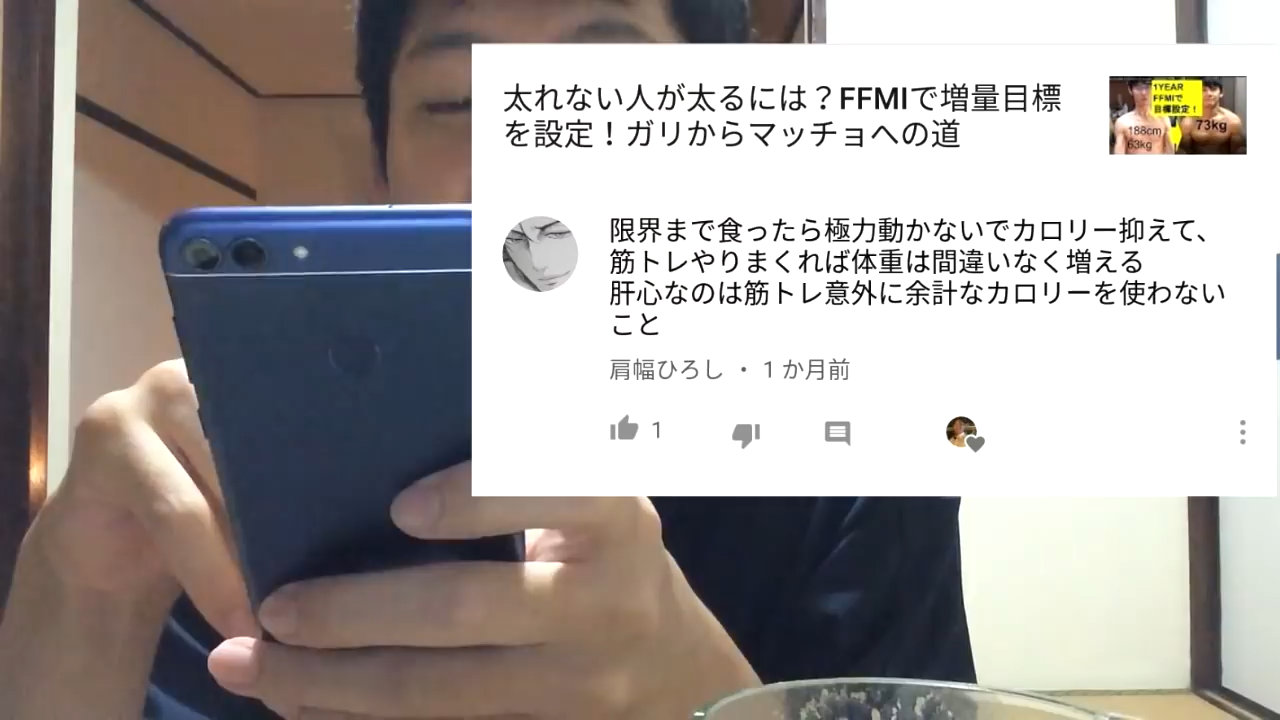 太れない人が太るには？FFMIで増量目標
を設定！ガリからマッチョへの道
1YEAR
FFMIで
目標設定！
188cm
63kg
73kg
限界まで食ったら極力動かないでカロリー抑えて、
筋トレやりまくれば体重は間違いなく増える
肝心なのは筋トレ意外に余計なカロリーを使わない
こと
肩幅ひろし ・ 1 か月前
1